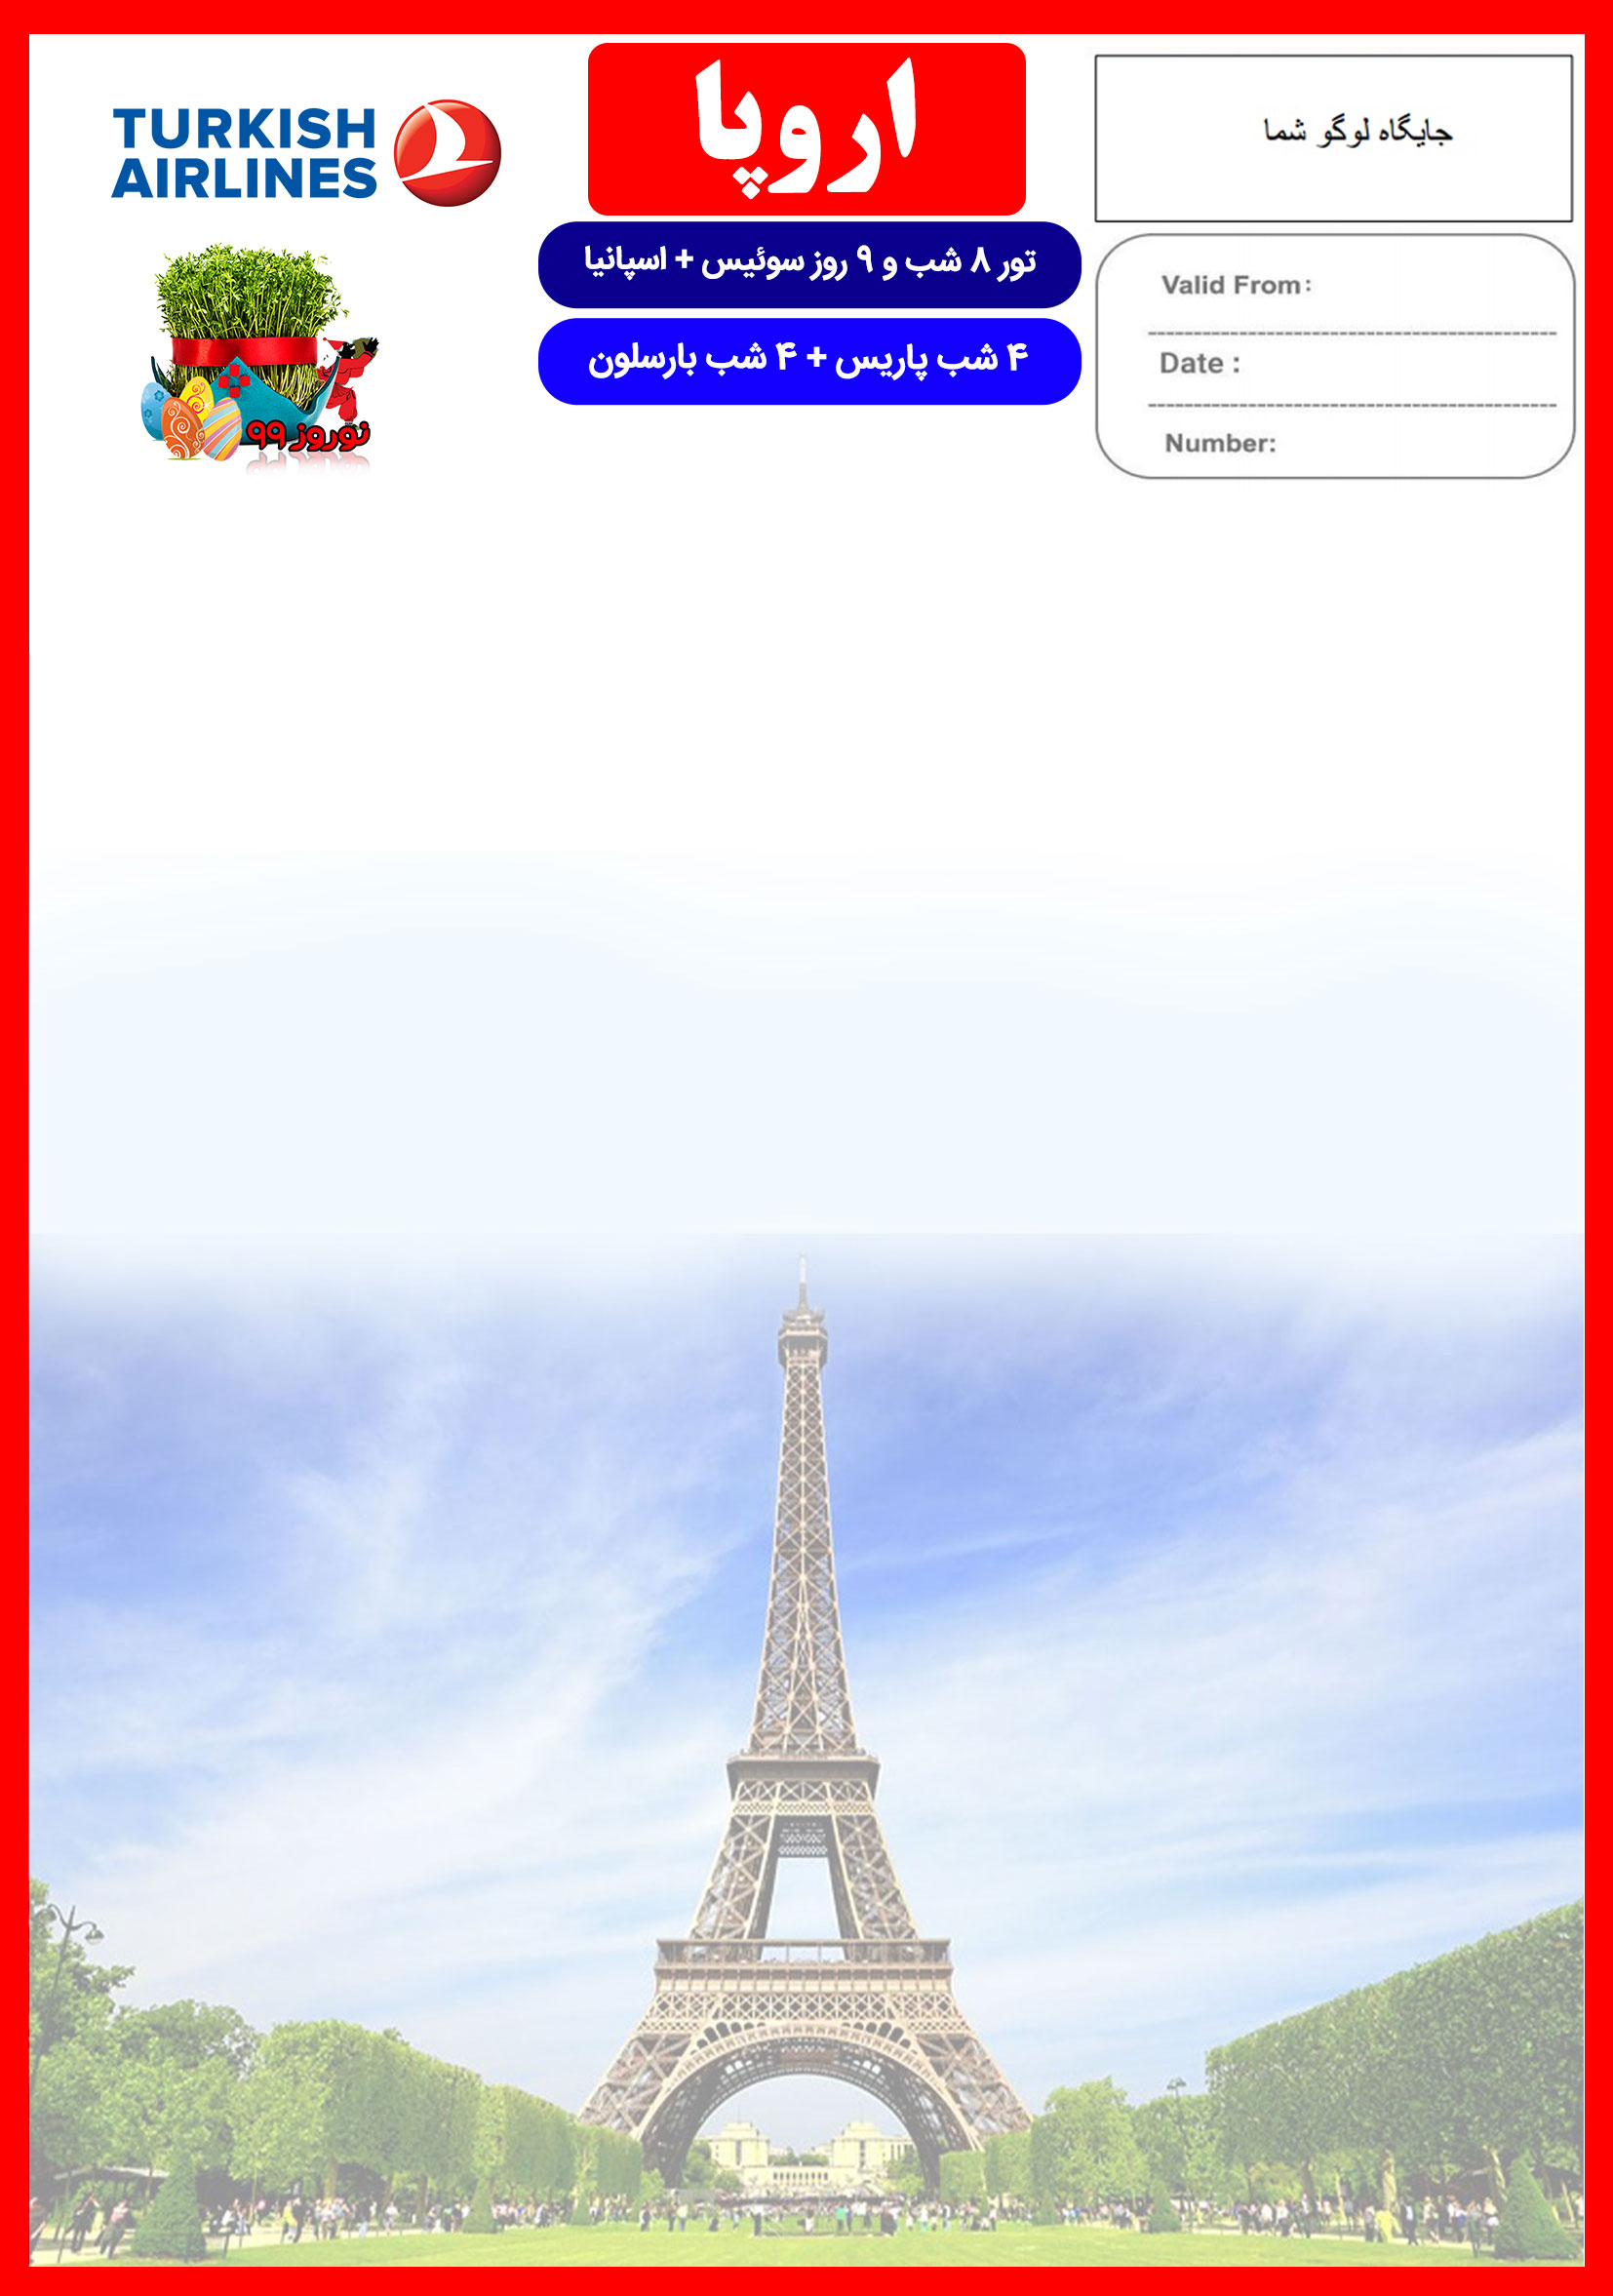 اروپا
تور ۸ شب و ۹ روز سوئیس + اسپانیا
۴ شب پاریس + ۴ شب بارسلون
جایگاه لوگو شما
Valid From:
Date :
Number:
TURKISH
AIRLINES
نوروز ۹۹